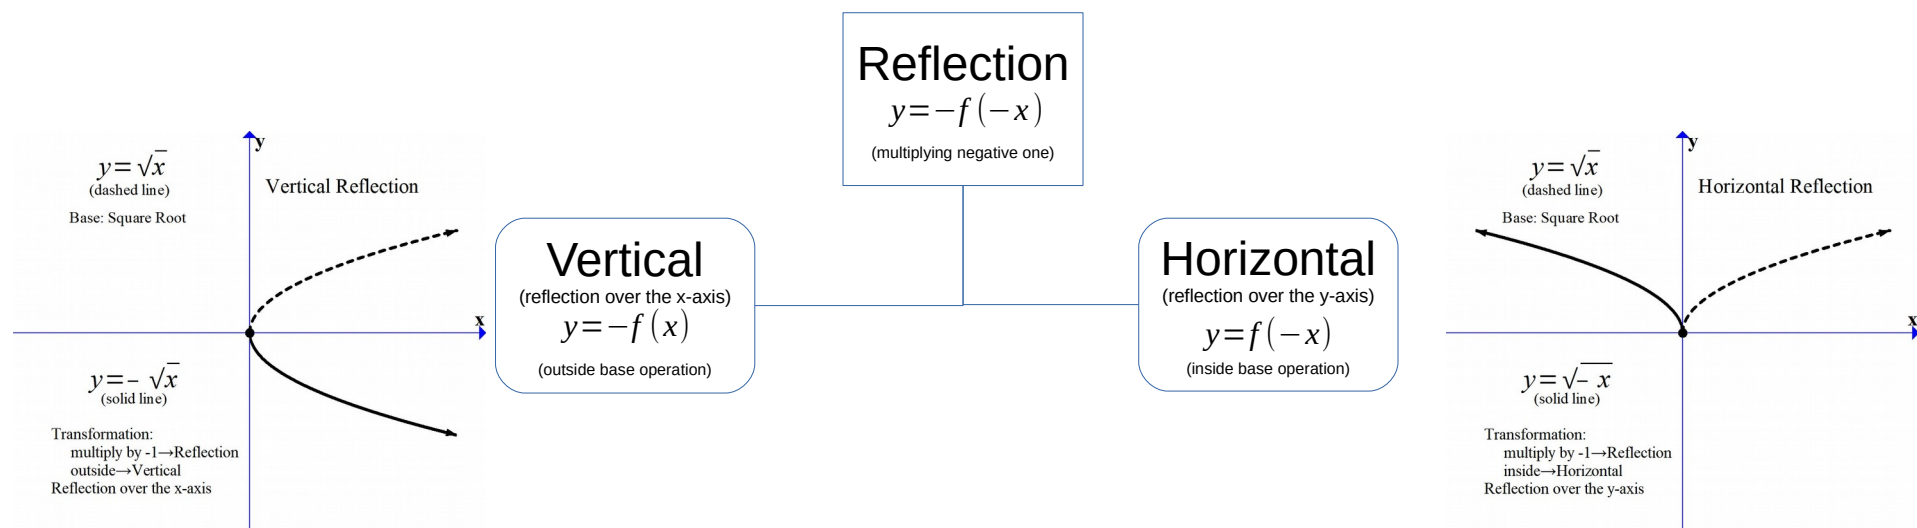 Reflection
y=−f(−x)
(multiplying negative one)
y
y=√x
(dashed line)
Vertical Reflection
Base: Square Root
x
y=– √x
(solid line)
Transformation:
multiply by -1→Reflection
outside→Vertical
Reflection over the x-axis
Vertical
(reflection over the x-axis)
y=−f(x)
(outside base operation)
Horizontal
(reflection over the y-axis)
y=f(−x)
(inside base operation)
y
y=√x
(dashed line)
Horizontal Reflection
Base: Square Root
x
y=√– x
(solid line)
Transformation:
multiply by -1→Reflection
inside→Horizontal
Reflection over the y-axis